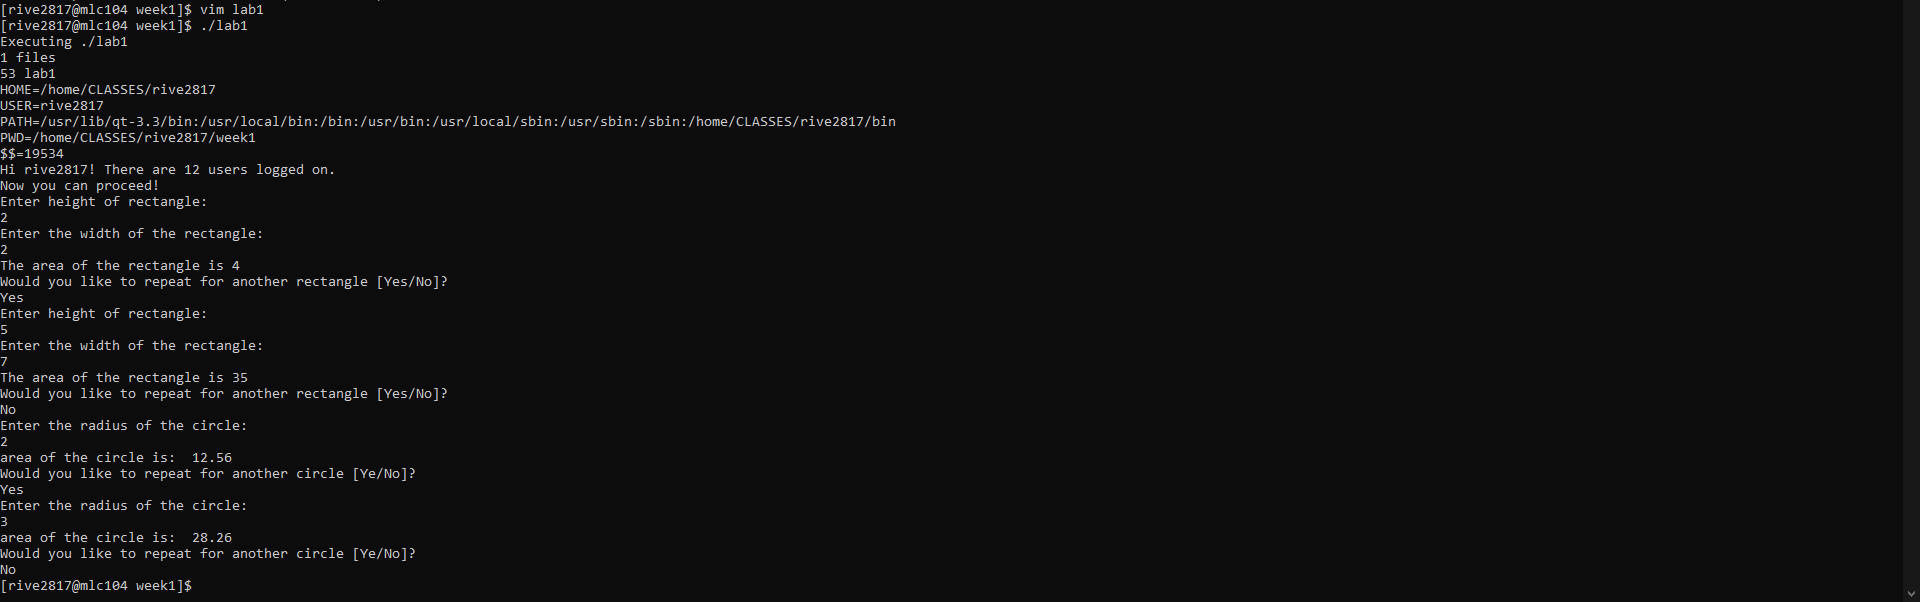 [rive2817@mlc104 week1]$ vim lab1
[rive2817@mlc104 week1]$ ./lab1
Executing ./lab1
1 files
53 lab1
HOME=/home/CLASSES/rive2817
USER=rive2817
PATH=/usr/lib/qt-3.3/bin:/usr/local/bin:/bin:/usr/bin:/usr/local/sbin:/usr/sbin:/sbin:/home/CLASSES/rive2817/bin
PWD=/home/CLASSES/rive2817/week1
$$=19534
Hi rive2817! There are 12 users logged on.
Now you can proceed!
Enter height of rectangle:
2
Enter the width of the rectangle:
2
The area of the rectangle is 4
Would you like to repeat for another rectangle [Yes/No]?
Yes
Enter height of rectangle:
5
Enter the width of the rectangle:
7
The area of the rectangle is 35
Would you like to repeat for another rectangle [Yes/No]?
No
Enter the radius of the circle:
2
area of the circle is:  12.56
Would you like to repeat for another circle [Ye/No]?
Yes
Enter the radius of the circle:
3
area of the circle is:  28.26
Would you like to repeat for another circle [Ye/No]?
No
[rive2817@mlc104 week1]$